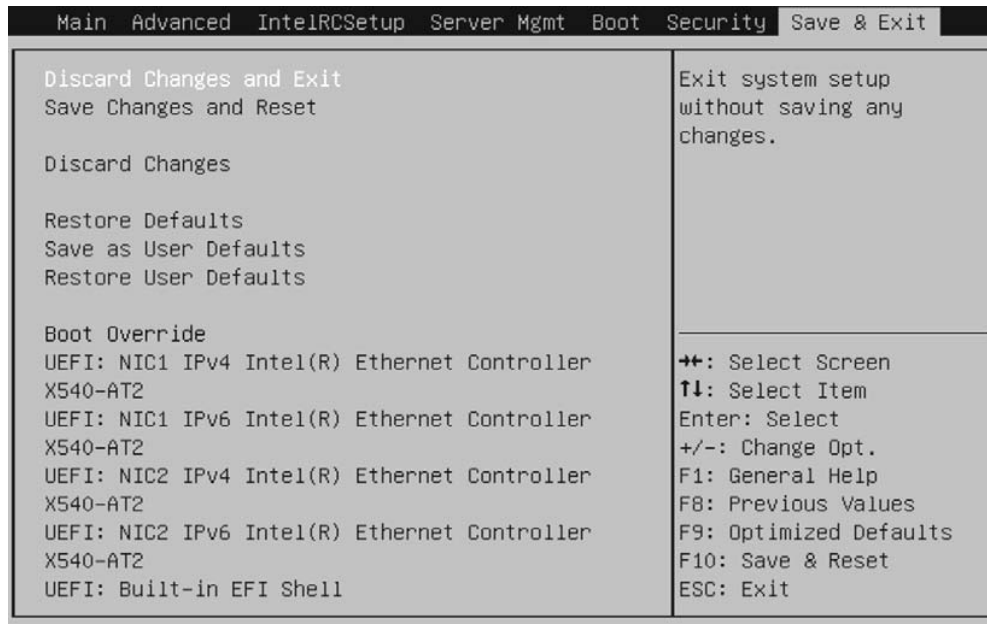 Main Advanced IntelRCSetup Server Mgmt Boot Security Save & Exit
Discard Changes and Exit
Save Changes and Reset
Discard Changes
Restore Defaults
Save as User Defaults
Restore User Defaults
Boot Override
UEFI: NIC1 IPv4 Intel(R) Ethernet Controller
X540-AT2
UEFI: NIC1 IPv6 Intel(R) Ethernet Controller
X540-AT2
UEFI: NIC2 IPv4 Intel(R) Ethernet Controller
X540-AT2
UEFI: NIC2 IPv6 Intel(R) Ethernet Controller
X540-AT2
UEFI: Built-in EFI Shell
Exit system setup
without saving any
changes.
→←: Select Screen
↑↓: Select Item
Enter: Select
+/-: Change Opt.
F1: General Help
F8: Previous Values
F9: Optimized Defaults
F10: Save & Reset
ESC: Exit